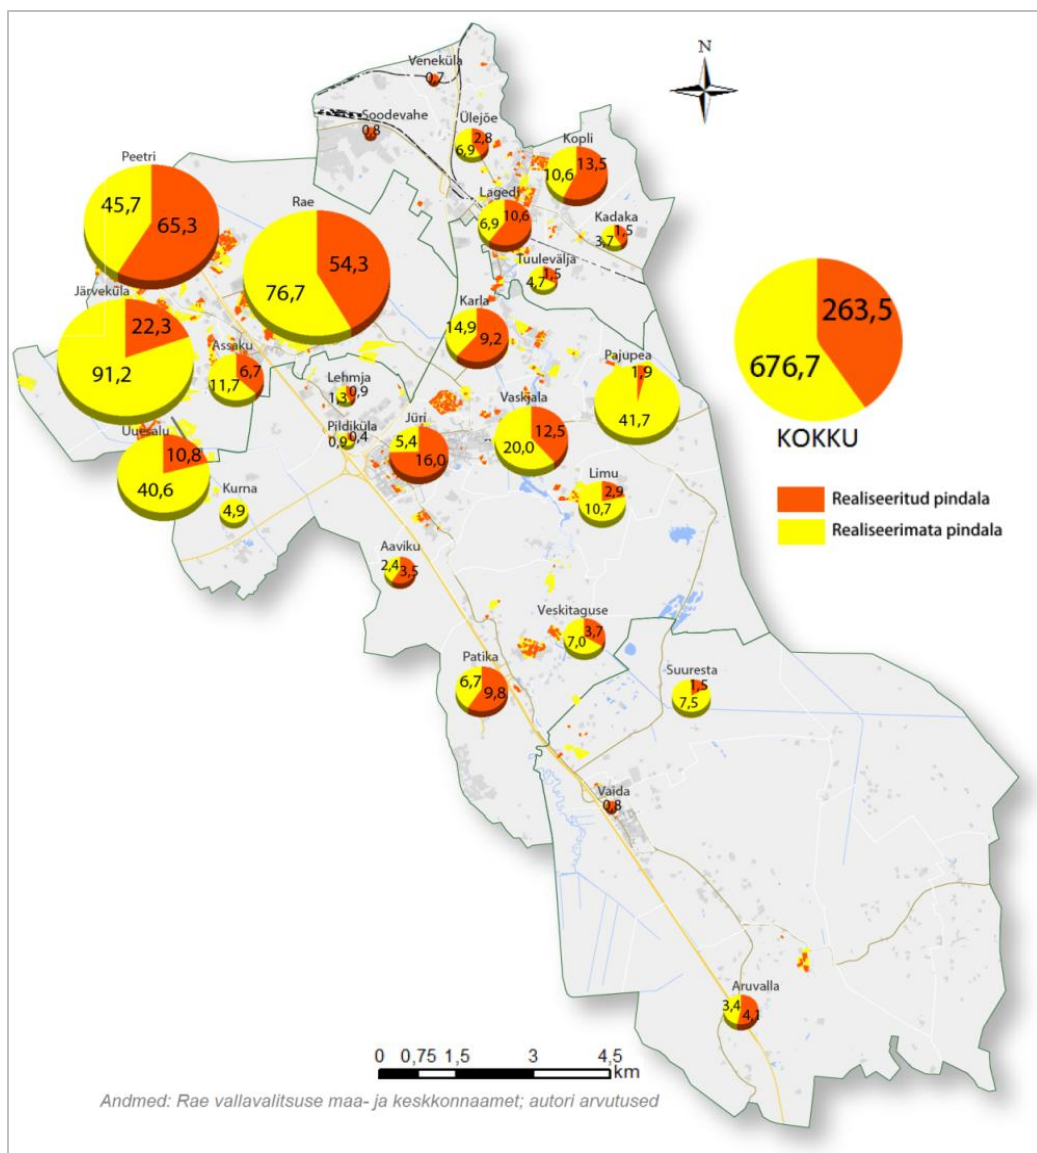 N
Veneküla
0,7
Soodevahe
0,8
Ülejõe
2,8
6,9
Kopli
10,6
13,5
Peetri
45,7
65,3
Rae
54,3
76,7
Lagedi
10,6
6,9
Kadaka
1,5
3,7
Tuulevälja
1,5
4,7
Järveküla
22,3
91,2
Karla
14,9
9,2
Assaku
6,7
11,7
Lehmja
1,3
0,9
Pajupea
1,9
41,7
263,5
676,7
KOKKU
Pildiküla
0,9
0,4
Jüri
5,4
16,0
Vaskjala
12,5
20,0
Uuesalu
10,8
40,6
Kurna
4,9
Limu
2,9
10,7
Realiseeritud pindala
Realiseerimata pindala
Aaviku
2,4
3,5
Veskitaguse
3,7
7,0
Patika
6,7
9,8
Suuresta
1,5
7,5
Vaida
0,8
Aruvalla
3,4
4,1
0 0,75 1,5 3 4,5
km
Andmed: Rae vallavalitsuse maa- ja keskkonnaamet; autori arvutused